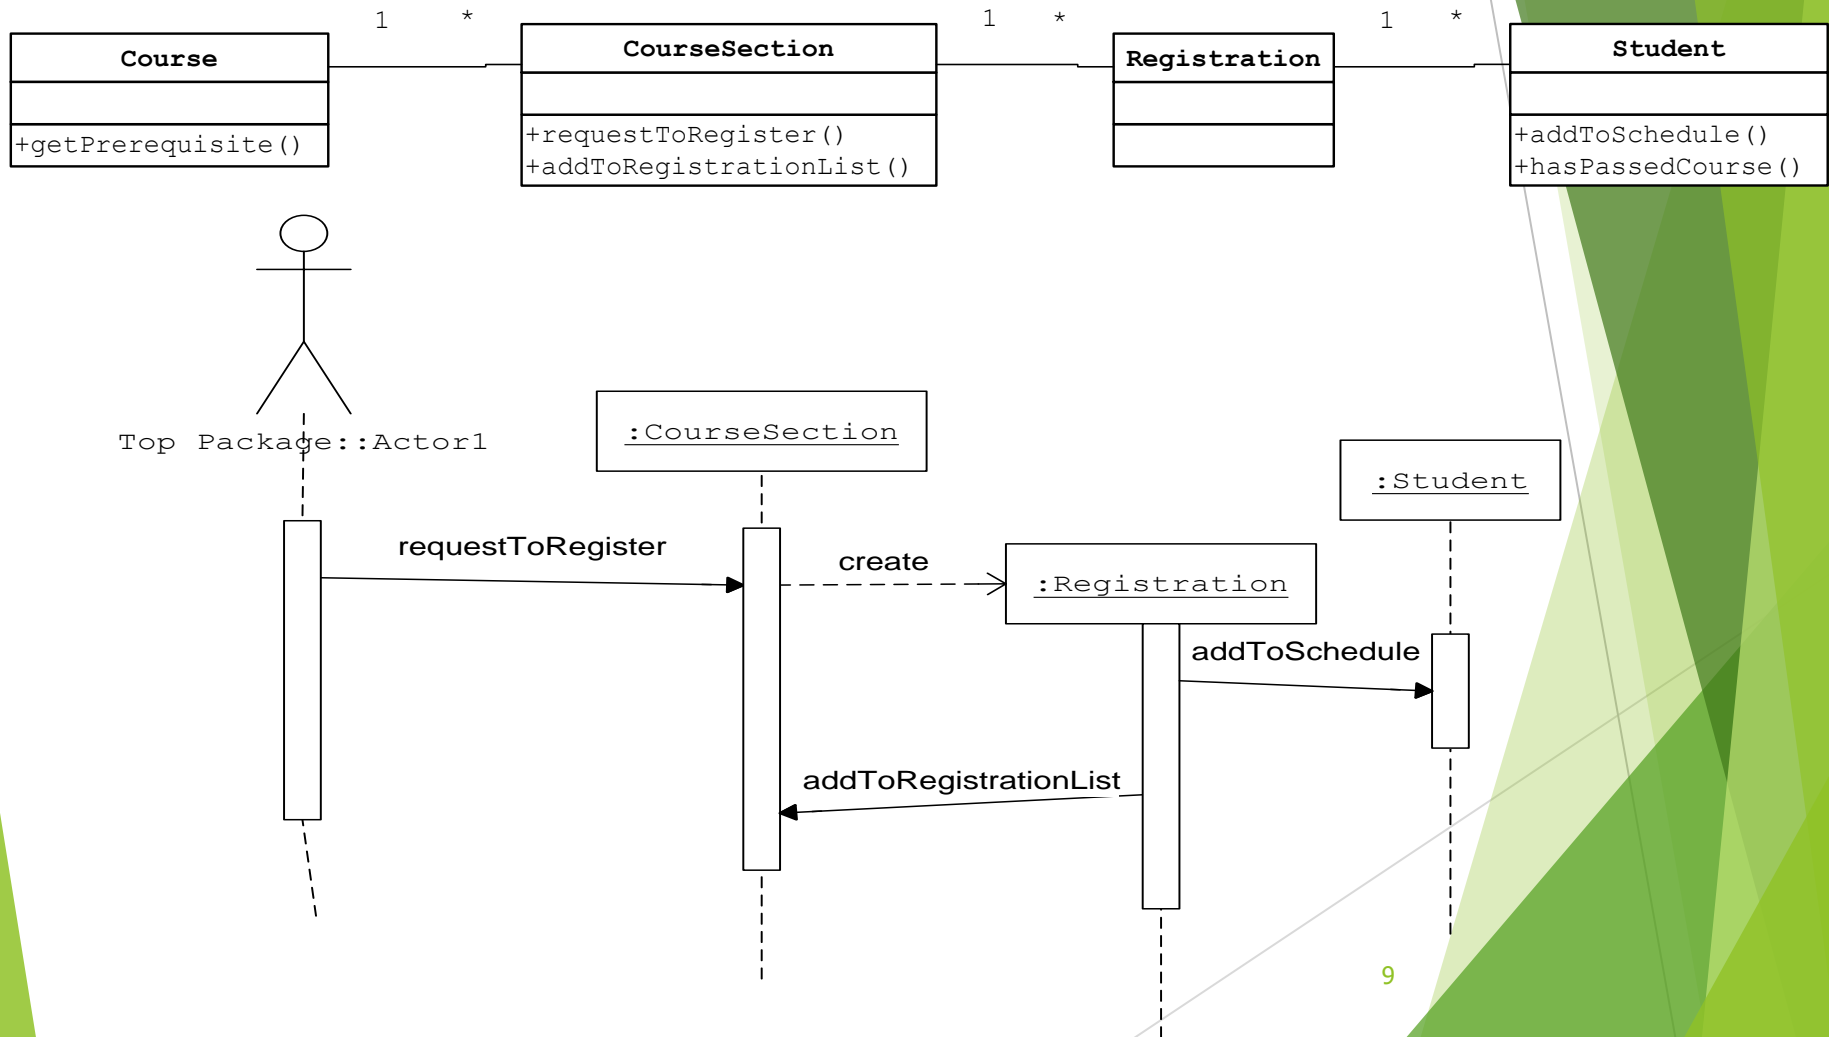 1 * 1 * 1 *
Course
CourseSection
Registration
Student
+getPrerequisite()
+requestToRegister()
+addToRegistrationList()
+addToSchedule()
+hasPassedCourse()
Top Package::Actor1
:CourseSection
:Student
requestToRegister
create
:Registration
addToSchedule
addToRegistrationList
9